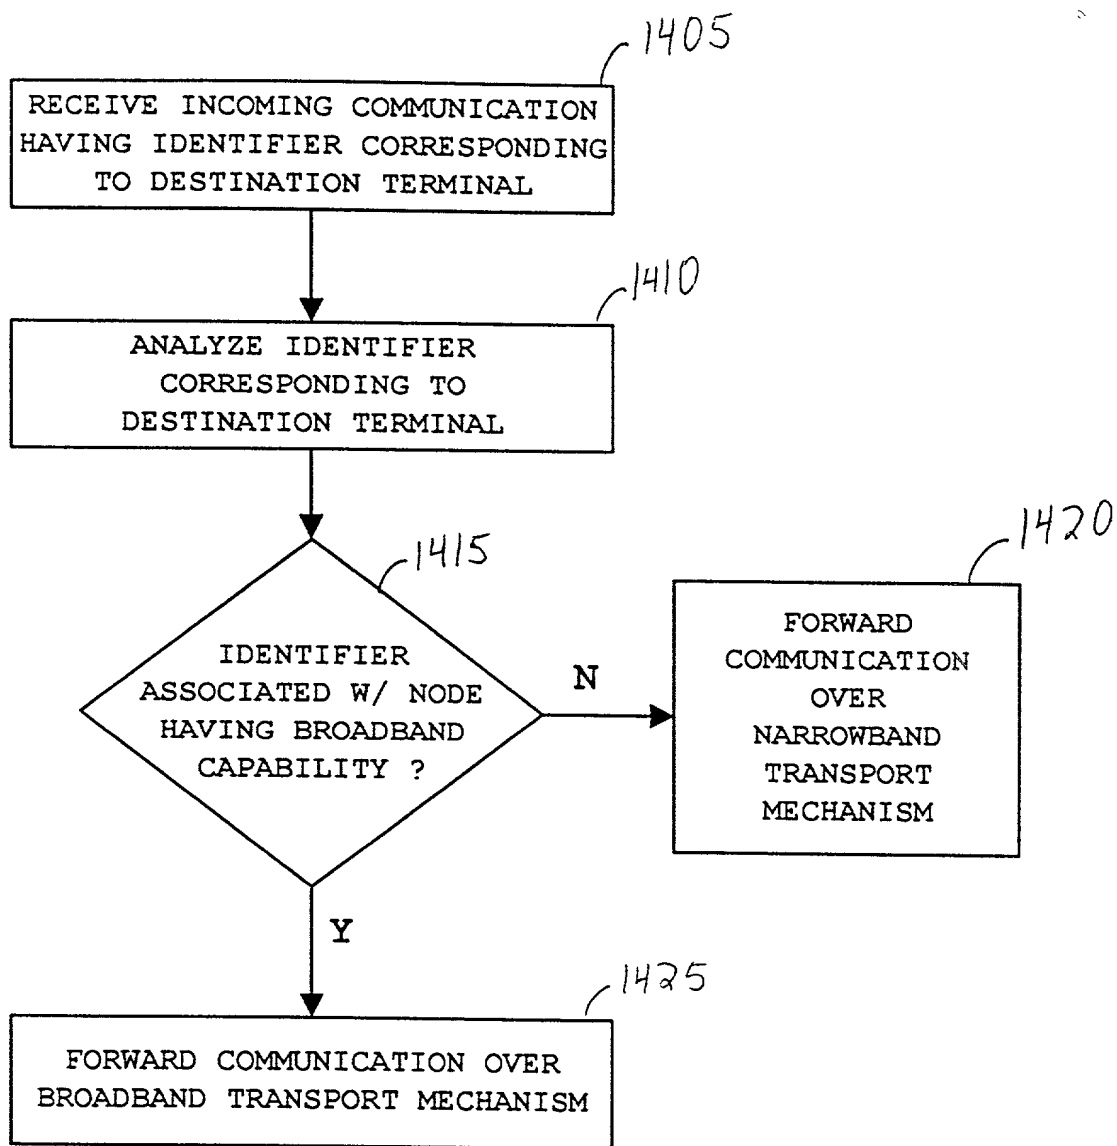 1405
RECEIVE INCOMING COMMUNICATION
HAVING IDENTIFIER CORRESPONDING
TO DESTINATION TERMINAL
1410
ANALYZE IDENTIFIER
CORRESPONDING TO
DESTINATION TERMINAL
1415
IDENTIFIER
ASSOCIATED W/ NODE
HAVING BROADBAND
CAPABILITY ?
N
1420
FORWARD
COMMUNICATION
OVER
NARROWBAND
TRANSPORT
MECHANISM
Y
1425
FORWARD COMMUNICATION OVER
BROADBAND TRANSPORT MECHANISM